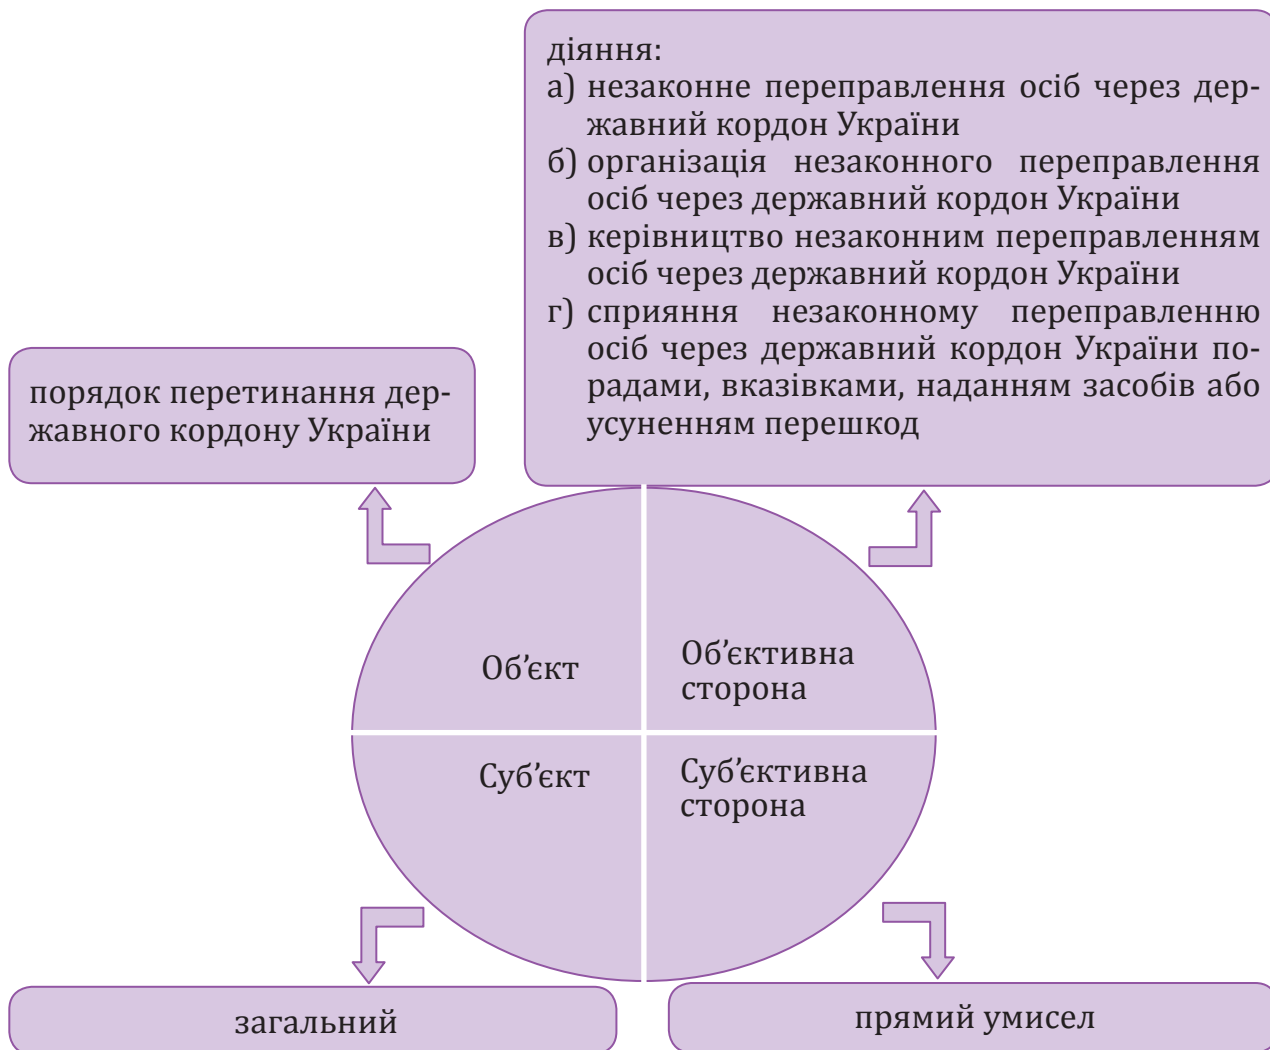 діяння:
а) незаконне переправлення осіб через дер-
жавний кордон України
б) організація незаконного переправлення
осіб через державний кордон України
в) керівництво незаконним переправленням
осіб через державний кордон України
г) сприяння незаконному переправленню
осіб через державний кордон України по-
радами, вказівками, наданням засобів або
усуненням перешкод
порядок перетинання дер-
жавного кордону України
Об’єкт
Об’єктивна
сторона
Суб’єкт
Суб’єктивна
сторона
загальний
прямий умисел